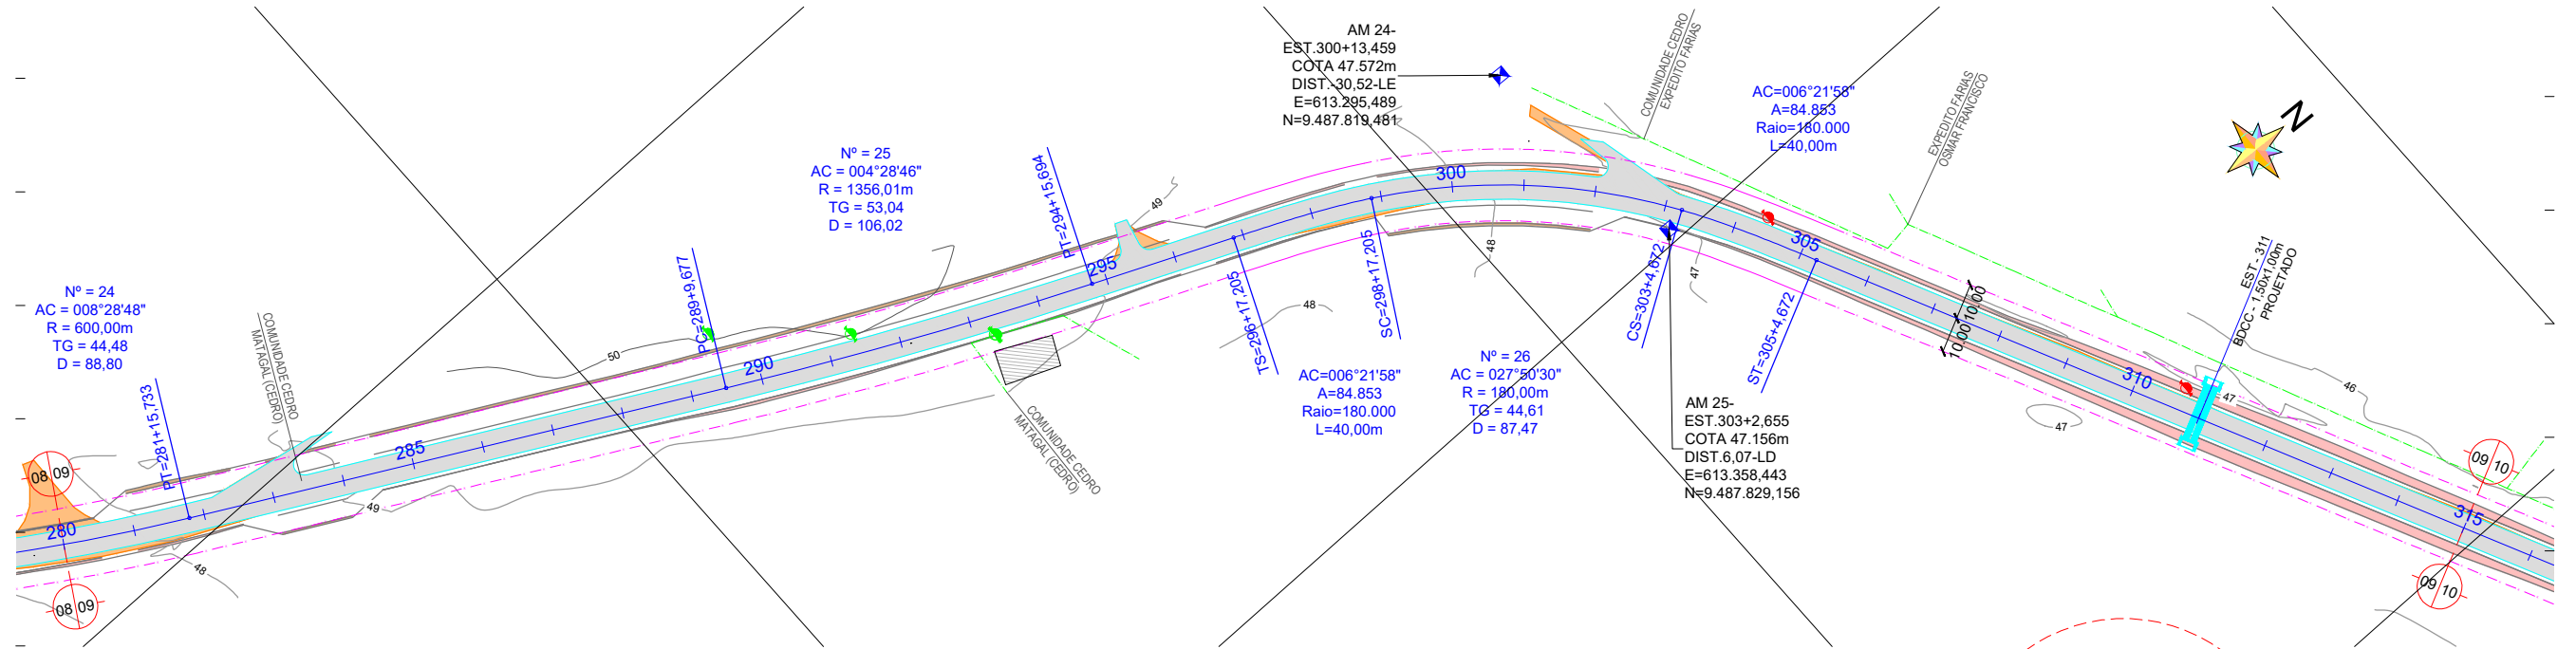 Nº = 24
AC = 008°28'48"
R = 600,00m
TG = 44,48
D = 88,80
PT=281+15,733
COMUNIDADE CEDRO
MATAGAL (CEDRO)
08 09
08 09
280
285
48
49
50
Nº = 25
AC = 004°28'46"
R = 1356,01m
TG = 53,04
D = 106,02
PC=289+9,677
290
PT=294+15,694
295
49
COMUNIDADE CEDRO
MATAGAL (CEDRO)
TS=296+17,205
48
AM 24-
EST.300+13,459
COTA 47.572m
DIST.-30,52-LE
E=613.295,489
N=9.487.819,481
SC=298+17,205
300
48
AC=006°21'58"
A=84.853
Raio=180.000
L=40,00m
Nº = 26
AC = 027°50'30"
R = 180,00m
TG = 44,61
D = 87,47
COMUNIDADE CEDRO
EXPEDITO FARIAS
CS=303+4,672
47
AM 25-
EST.303+2,655
COTA 47.156m
DIST.6,07-LD
E=613.358,443
N=9.487.829,156
AC=006°21'58"
A=84.853
Raio=180.000
L=40,00m
305
ST=305+4,672
EXPEDITO FARIAS
OSMAR FRANCISCO
10.00
10.00
310
47
EST - 311
BDCC - 1,50x1,00m
PROJETADO
47
46
N
315
09 10
09 10